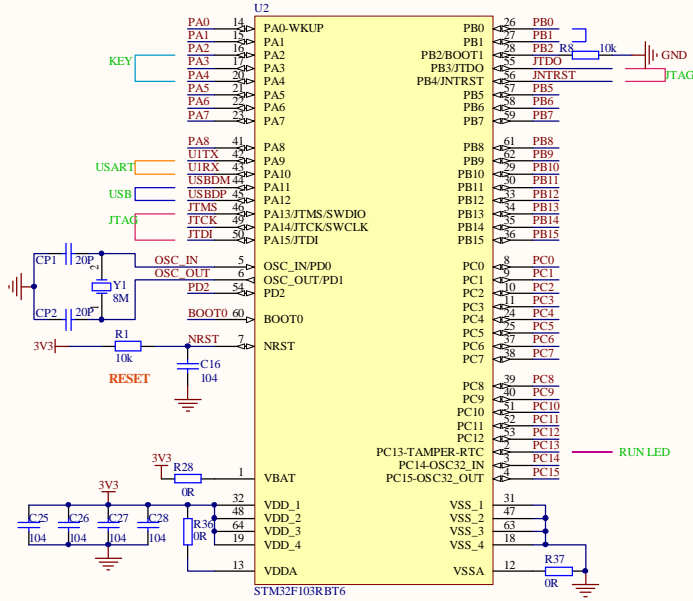 U2
PA0 14 PA0-WKUP PB0 26 PB0
PA1 15 PA1 PB1 27 PB1
PA2 16 PA2 PB2/BOOT1 28 PB2 R8 10k GND
KEY PA3 17 PA3 PB3/JTDO 55 JTDO
PA4 20 PA4 PB4/JNTRST 56 JNTRST JTAG
PA5 21 PA5 PB5 57 PB5
PA6 22 PA6 PB6 58 PB6
PA7 23 PA7 PB7 59 PB7
PA8 41 PA8 PB8 61 PB8
U1TX 42 PA9 PB9 62 PB9
USART U1RX 43 PA10 PB10 29 PB10
USBDM 44 PA11 PB11 30 PB11
USB USBDP 45 PA12 PB12 33 PB12
JTMS 46 PA13/JTMS/SWDIO PB13 34 PB13
JTAG JTCK 49 PA14/JTCK/SWCLK PB14 35 PB14
JTDI 50 PA15/JTDI PB15 36 PB15
CP1 20P OSC_IN 5 OSC_IN/PD0 PC0 8 PC0
2 Y1 OSC_OUT 6 OSC_OUT/PD1 PC1 9 PC1
1 8M PD2 54 PD2 PC2 10 PC2
PC3 11 PC3
CP2 20P BOOT0 60 BOOT0 PC4 24 PC4
PC5 25 PC5
3V3 R1 10k NRST 7 NRST PC6 37 PC6
PC7 38 PC7
C16
104
RESET
PC8 39 PC8
PC9 40 PC9
PC10 51 PC10
PC11 52 PC11
PC12 53 PC12
PC13-TAMPER-RTC 2 PC13 RUN LED
PC14-OSC32_IN 3 PC14
PC15-OSC32_OUT 4 PC15
3V3 R28 0R 1 VBAT
3V3 32 VDD_1 VSS_1 31
C25 C26 C27 C28 R36 48 VDD_2 VSS_2 47
104 104 104 104 0R 64 VDD_3 VSS_3 63
19 VDD_4 VSS_4 18
13 VDDA VSSA 12 R37 0R
STM32F103RBT6